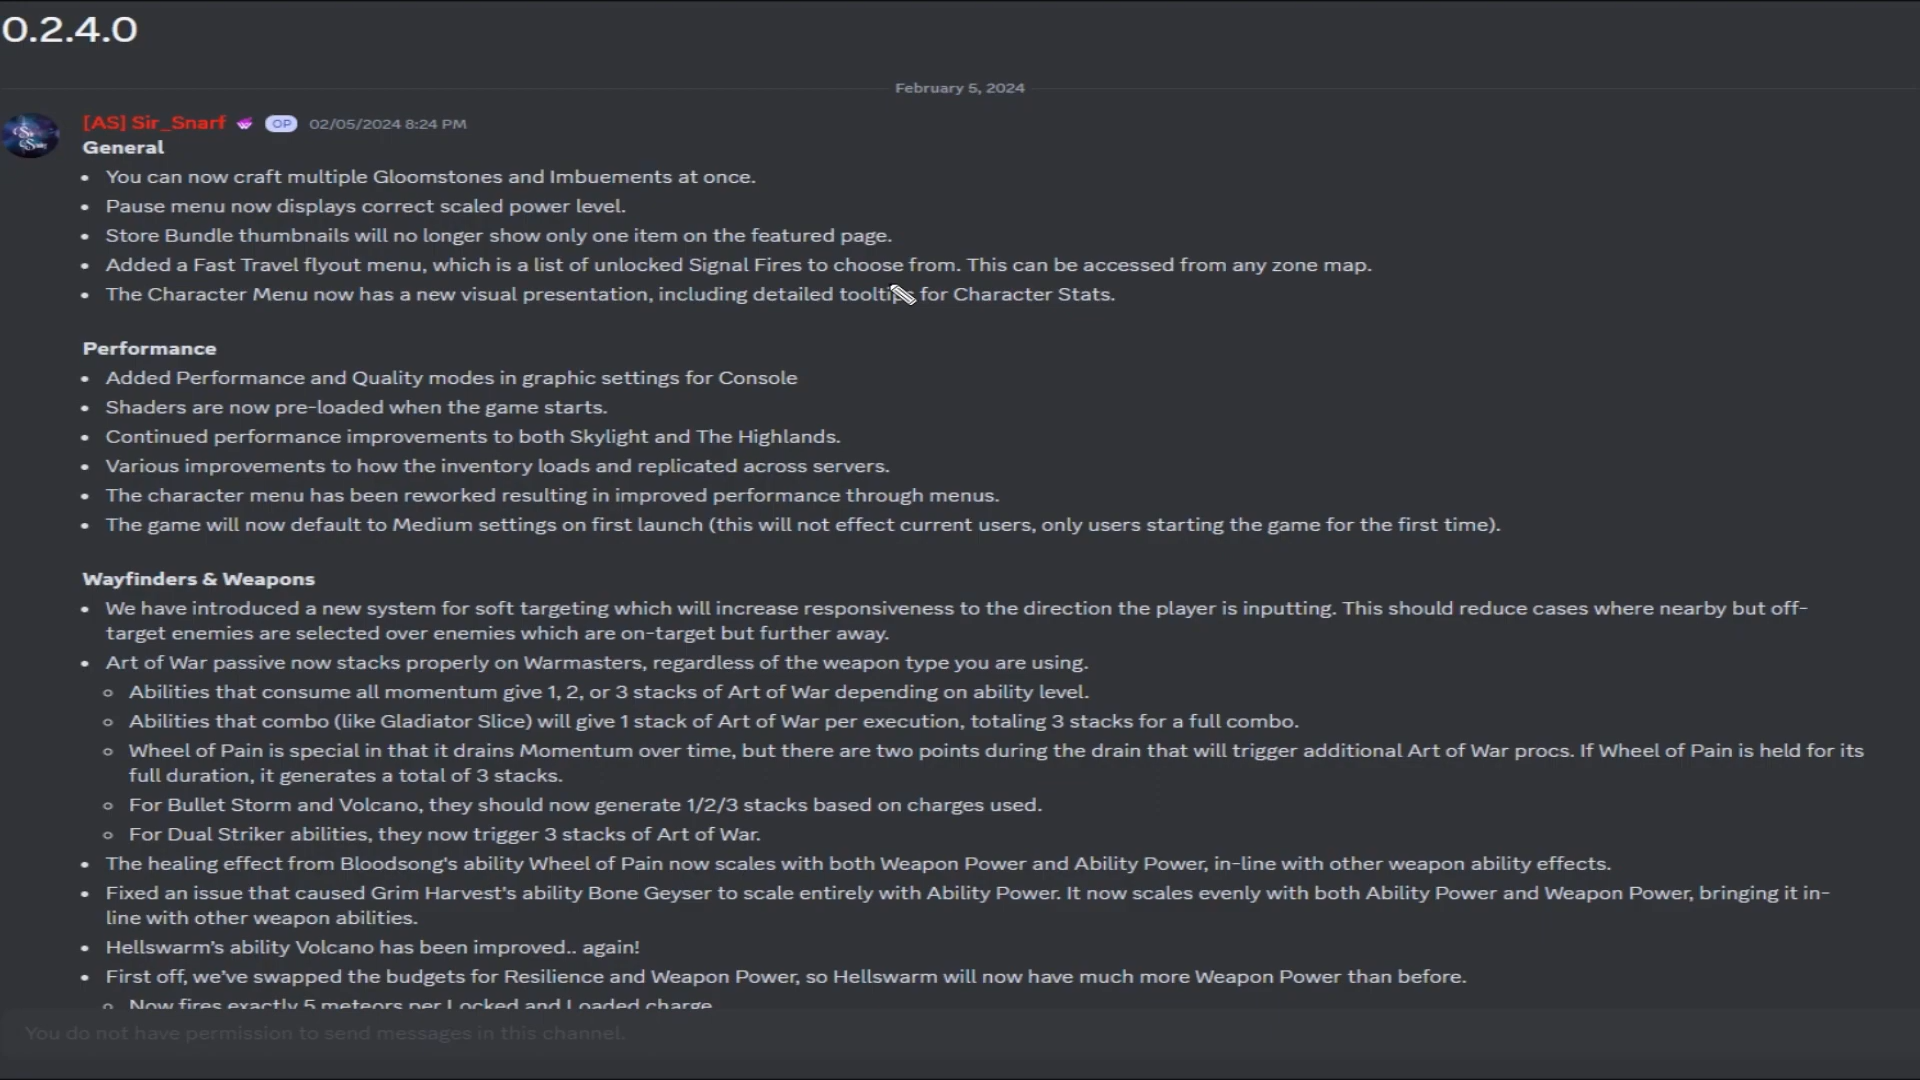 0.2.4.0
February 5, 2024
[AS] Sir_Snarf OP 02/05/2024 8:24 PM
General
• You can now craft multiple Gloomstones and Imbuements at once.
• Pause menu now displays correct scaled power level.
• Store Bundle thumbnails will no longer show only one item on the featured page.
• Added a Fast Travel flyout menu, which is a list of unlocked Signal Fires to choose from. This can be accessed from any zone map.
• The Character Menu now has a new visual presentation, including detailed tooltips for Character Stats.
Performance
• Added Performance and Quality modes in graphic settings for Console
• Shaders are now pre-loaded when the game starts.
• Continued performance improvements to both Skylight and The Highlands.
• Various improvements to how the inventory loads and replicated across servers.
• The character menu has been reworked resulting in improved performance through menus.
• The game will now default to Medium settings on first launch (this will not effect current users, only users starting the game for the first time).
Wayfinders & Weapons
• We have introduced a new system for soft targeting which will increase responsiveness to the direction the player is inputting. This should reduce cases where nearby but off-
target enemies are selected over enemies which are on-target but further away.
• Art of War passive now stacks properly on Warmasters, regardless of the weapon type you are using.
◦ Abilities that consume all momentum give 1, 2, or 3 stacks of Art of War depending on ability level.
◦ Abilities that combo (like Gladiator Slice) will give 1 stack of Art of War per execution, totaling 3 stacks for a full combo.
◦ Wheel of Pain is special in that it drains Momentum over time, but there are two points during the drain that will trigger additional Art of War procs. If Wheel of Pain is held for its
full duration, it generates a total of 3 stacks.
◦ For Bullet Storm and Volcano, they should now generate 1/2/3 stacks based on charges used.
◦ For Dual Striker abilities, they now trigger 3 stacks of Art of War.
• The healing effect from Bloodsong's ability Wheel of Pain now scales with both Weapon Power and Ability Power, in-line with other weapon ability effects.
• Fixed an issue that caused Grim Harvest's ability Bone Geyser to scale entirely with Ability Power. It now scales evenly with both Ability Power and Weapon Power, bringing it in-
line with other weapon abilities.
• Hellswarm's ability Volcano has been improved.. again!
• First off, we've swapped the budgets for Resilience and Weapon Power, so Hellswarm will now have much more Weapon Power than before.
◦ Now fires exactly 5 meteors per Locked and Loaded charge
You do not have permission to send messages in this channel.